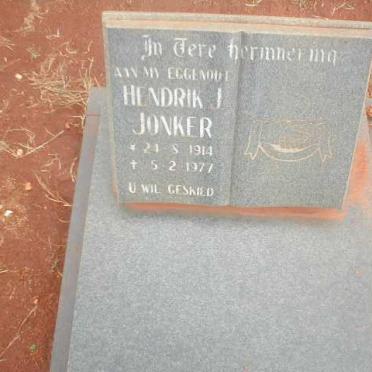 In Tere herinnering
AAN MY EGGENOOT
HENDRIK J
JONKER
* 24·8·1914
† 5·2·1977
U WIL GESKIED